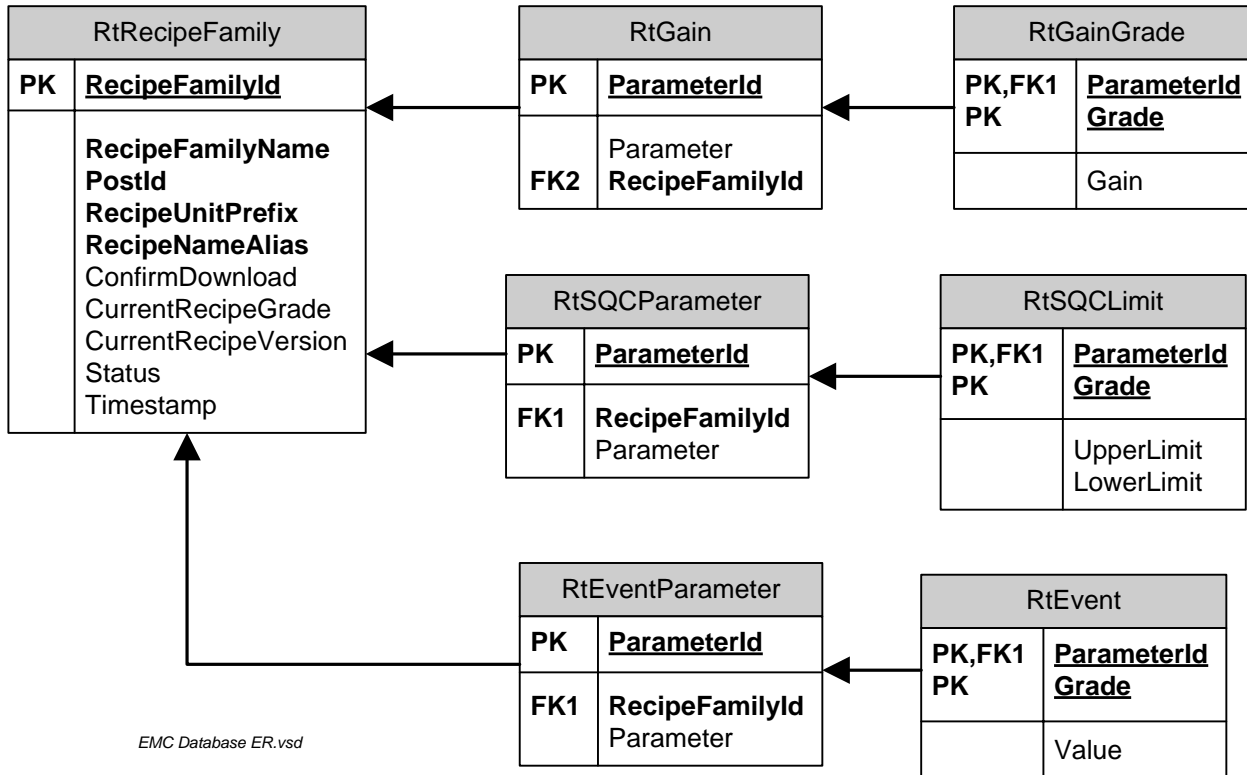 RtRecipeFamily
PK RecipeFamilyId
RecipeFamilyName
PostId
RecipeUnitPrefix
RecipeNameAlias
ConfirmDownload
CurrentRecipeGrade
CurrentRecipeVersion
Status
Timestamp
RtGain
PK ParameterId
Parameter
FK2 RecipeFamilyId
RtGainGrade
PK,FK1 ParameterId
PK Grade
Gain
RtSQCParameter
PK ParameterId
FK1 RecipeFamilyId
Parameter
RtSQCLimit
PK,FK1 ParameterId
PK Grade
UpperLimit
LowerLimit
RtEventParameter
PK ParameterId
FK1 RecipeFamilyId
Parameter
RtEvent
PK,FK1 ParameterId
PK Grade
Value
EMC Database ER.vsd